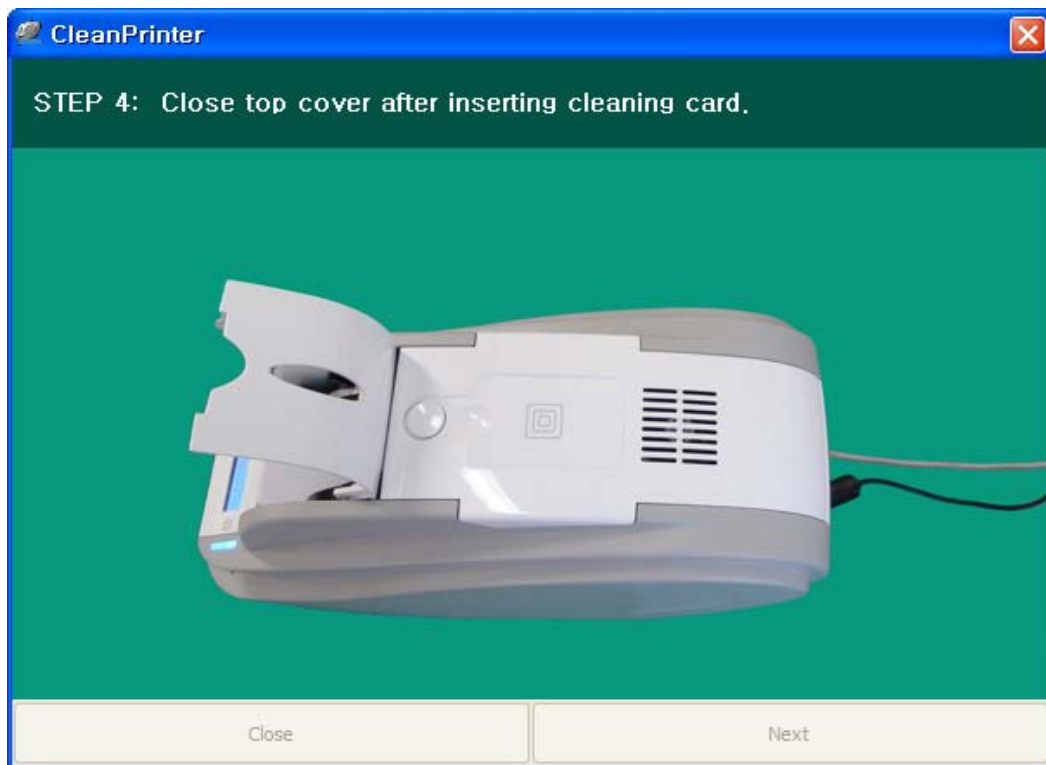 CleanPrinter
STEP 4: Close top cover after inserting cleaning card.
Close
Next